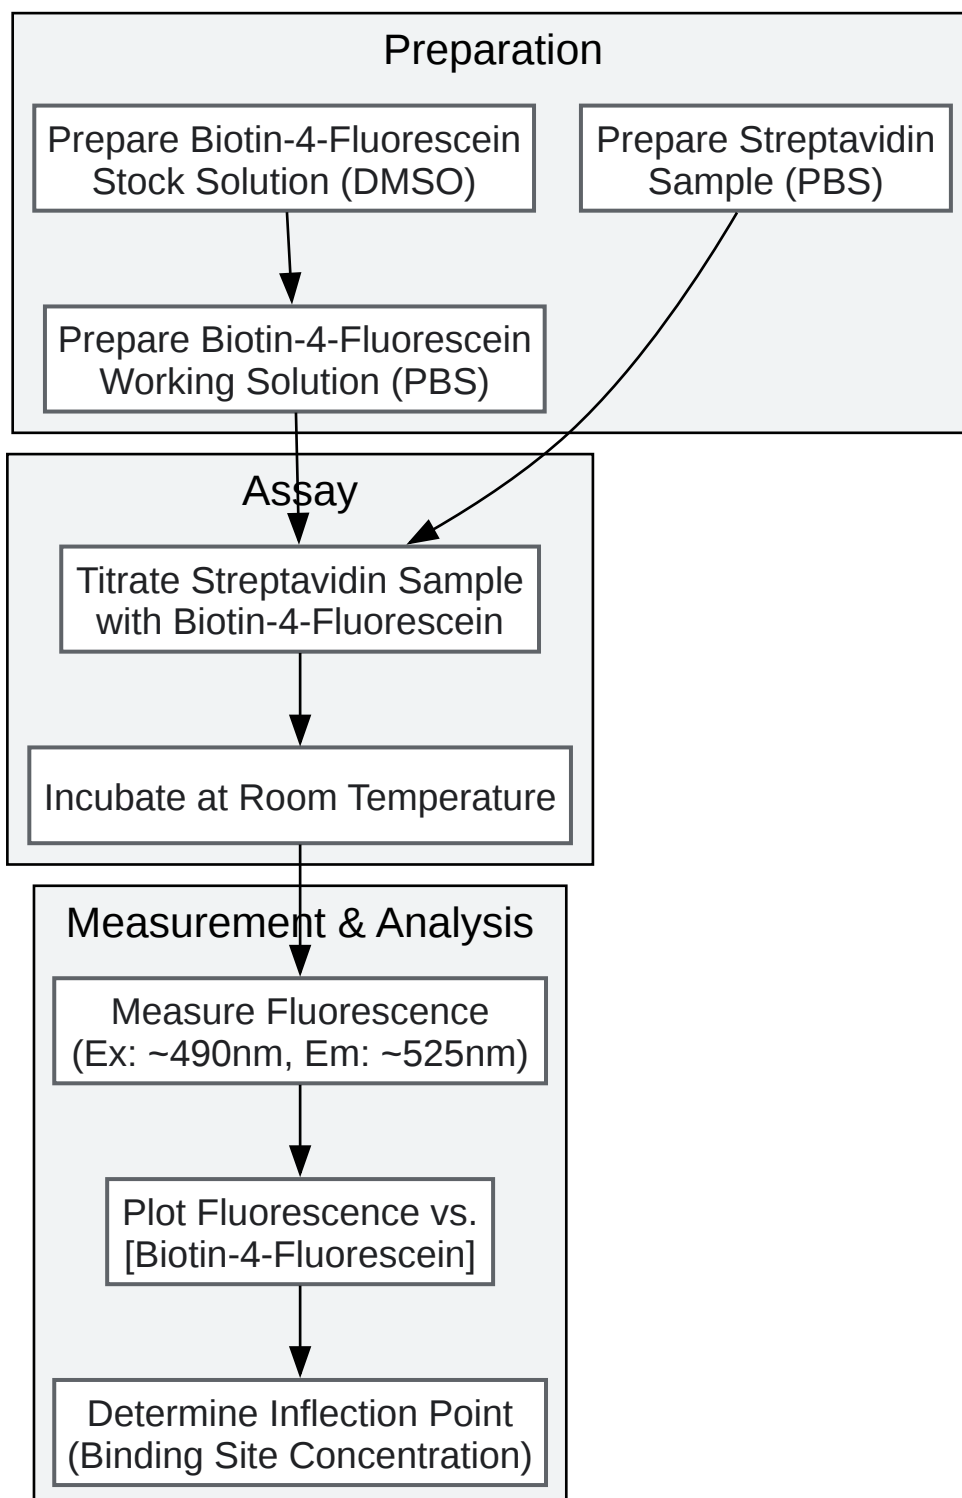 Preparation
Prepare Biotin-4-Fluorescein
Stock Solution (DMSO)
Prepare Streptavidin
Sample (PBS)
Prepare Biotin-4-Fluorescein
Working Solution (PBS)
Assay
Titrate Streptavidin Sample
with Biotin-4-Fluorescein
Incubate at Room Temperature
Measurement & Analysis
Measure Fluorescence
(Ex: ~490nm, Em: ~525nm)
Plot Fluorescence vs.
[Biotin-4-Fluorescein]
Determine Inflection Point
(Binding Site Concentration)